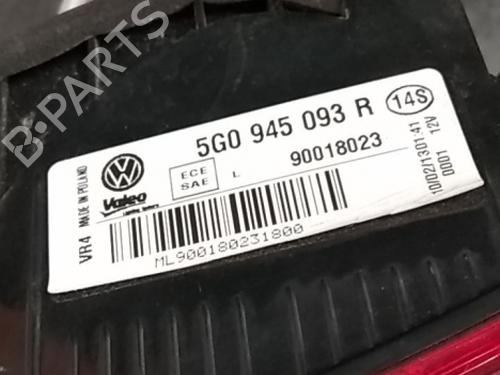 5G0 945 093 R
14S
VR4 MADE IN POLAND
Valeo
ECE
SAE
L
90018023
ML900180231800
0001 12V
10/02/13 01:41
B-PARTS